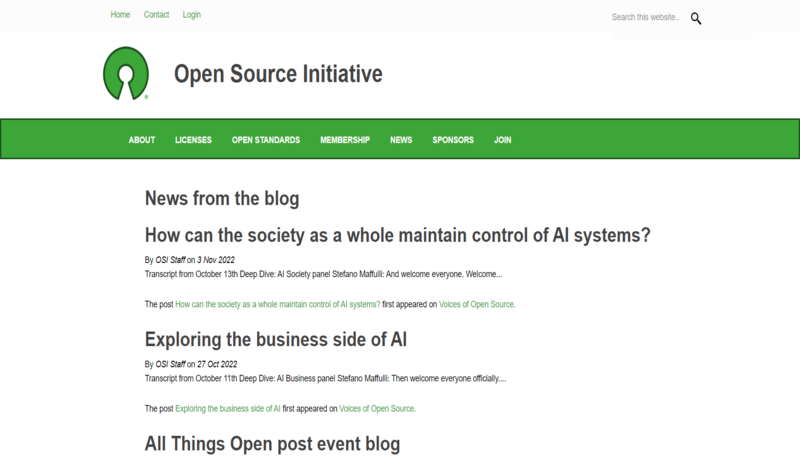 Home Contact Login
Search this website..
Open Source Initiative
ABOUT LICENSES OPEN STANDARDS MEMBERSHIP NEWS SPONSORS JOIN
News from the blog
How can the society as a whole maintain control of AI systems?
By OSI Staff on 3 Nov 2022
Transcript from October 13th Deep Dive: AI Society panel Stefano Maffulli: And welcome everyone. Welcome...
The post How can the society as a whole maintain control of AI systems? first appeared on Voices of Open Source.
Exploring the business side of AI
By OSI Staff on 27 Oct 2022
Transcript from October 11th Deep Dive: AI Business panel Stefano Maffulli: Then welcome everyone officially....
The post Exploring the business side of AI first appeared on Voices of Open Source.
All Things Open post event blog